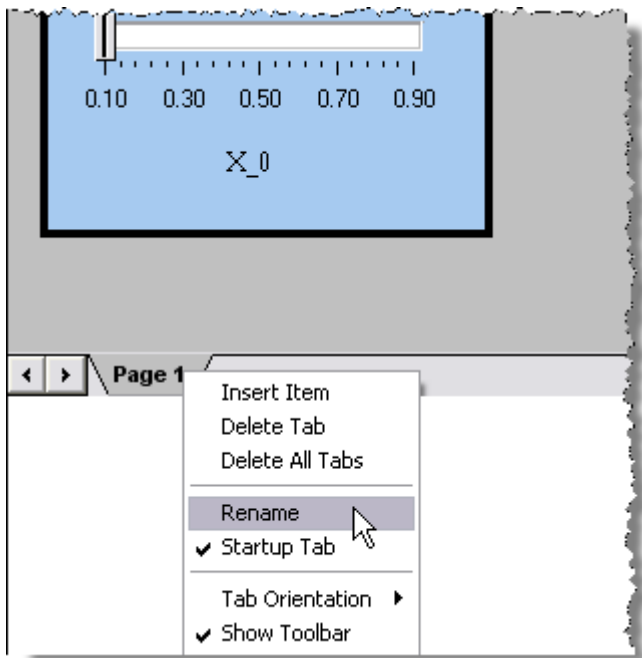 0.10 0.30 0.50 0.70 0.90
X_0
Page 1
Insert Item
Delete Tab
Delete All Tabs
Rename
Startup Tab
Tab Orientation
Show Toolbar